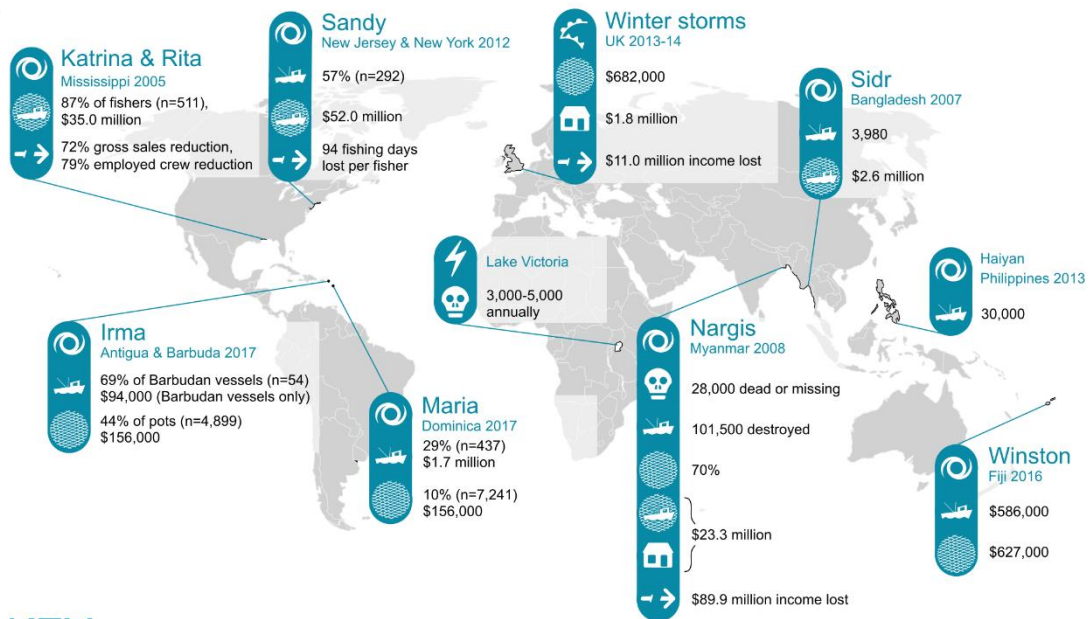 Katrina & Rita
Mississippi 2005
87% of fishers (n=511),
$35.0 million
72% gross sales reduction,
79% employed crew reduction
Sandy
New Jersey & New York 2012
57% (n=292)
$52.0 million
94 fishing days
lost per fisher
Winter storms
UK 2013-14
$682,000
$1.8 million
$11.0 million income lost
Sidr
Bangladesh 2007
3,980
$2.6 million
Lake Victoria
3,000-5,000
annually
Haiyan
Philippines 2013
30,000
Irma
Antigua & Barbuda 2017
69% of Barbudan vessels (n=54)
$94,000 (Barbudan vessels only)
44% of pots (n=4,899)
$156,000
Maria
Dominica 2017
29% (n=437)
$1.7 million
10% (n=7,241)
$156,000
Nargis
Myanmar 2008
28,000 dead or missing
101,500 destroyed
70%
$23.3 million
$89.9 million income lost
Winston
Fiji 2016
$586,000
$627,000